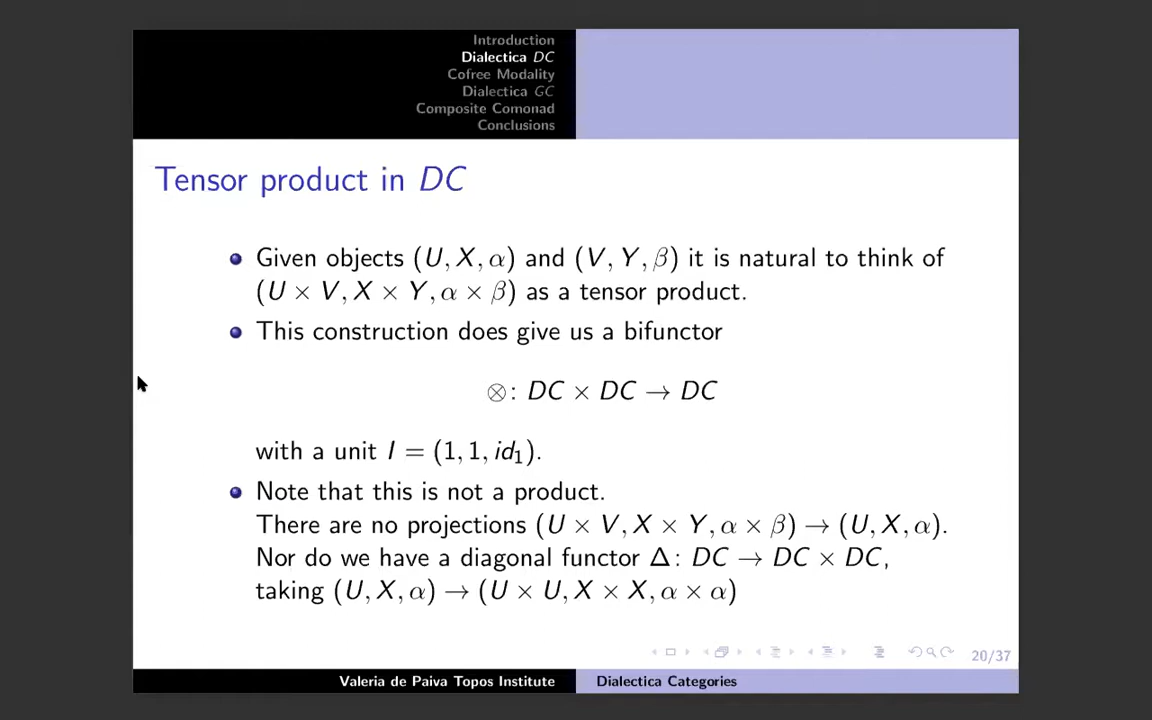 Introduction
Dialectica DC
Cofree Modality
Dialectica GC
Composite Comonad
Conclusions
Tensor product in DC
Given objects (U, X, α) and (V, Y, β) it is natural to think of
(U × V, X × Y, α × β) as a tensor product.
This construction does give us a bifunctor
⊗: DC × DC → DC
with a unit I = (1, 1, id₁).
Note that this is not a product.
There are no projections (U × V, X × Y, α × β) → (U, X, α).
Nor do we have a diagonal functor Δ: DC → DC × DC,
taking (U, X, α) → (U × U, X × X, α × α)
20/37
Valeria de Paiva Topos Institute
Dialectica Categories